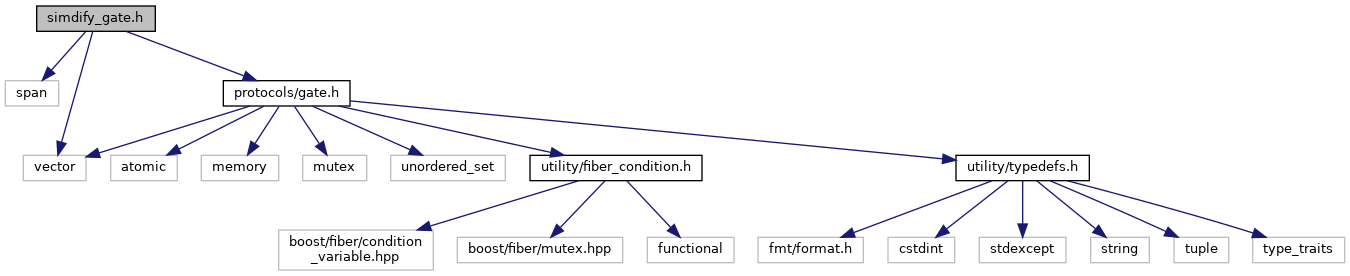 simdify_gate.h
span
protocols/gate.h
vector
atomic
memory
mutex
unordered_set
utility/fiber_condition.h
utility/typedefs.h
boost/fiber/condition
_variable.hpp
boost/fiber/mutex.hpp
functional
fmt/format.h
cstdint
stdexcept
string
tuple
type_traits